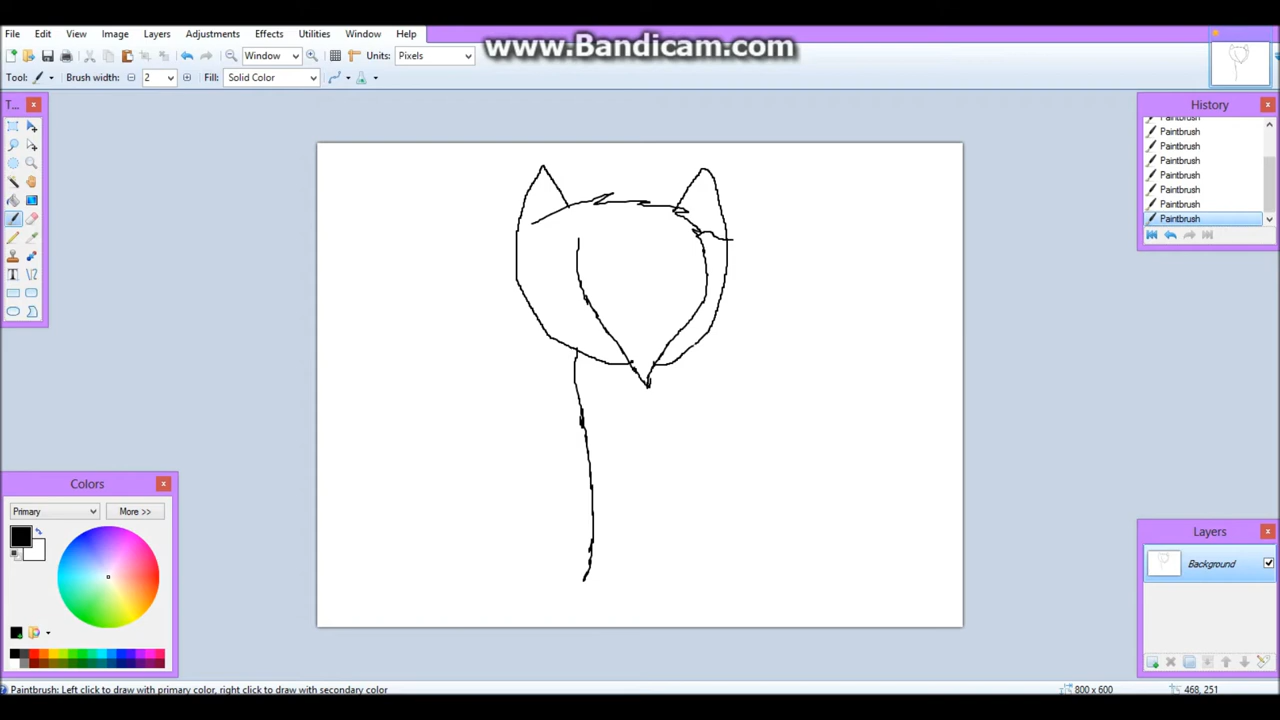 File Edit View Image Layers Adjustments Effects Utilities Window Help
www.Bandicam.com
Window Units: Pixels
Tool: Brush width: 2 Fill: Solid Color
T...
History
Paintbrush
Paintbrush
Paintbrush
Paintbrush
Paintbrush
Paintbrush
Paintbrush
Paintbrush
Colors
Primary More >>
Layers
Background
Paintbrush: Left click to draw with primary color, right click to draw with secondary color 800 x 600 468, 251